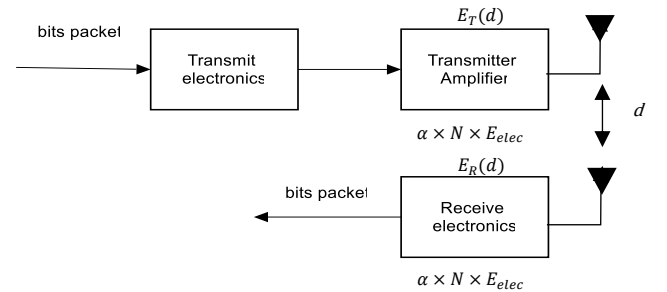 E_T(d)
bits packet
Transmit
electronics
Transmitter
Amplifier
d
α × N × E_elec
E_R(d)
bits packet
Receive
electronics
α × N × E_elec